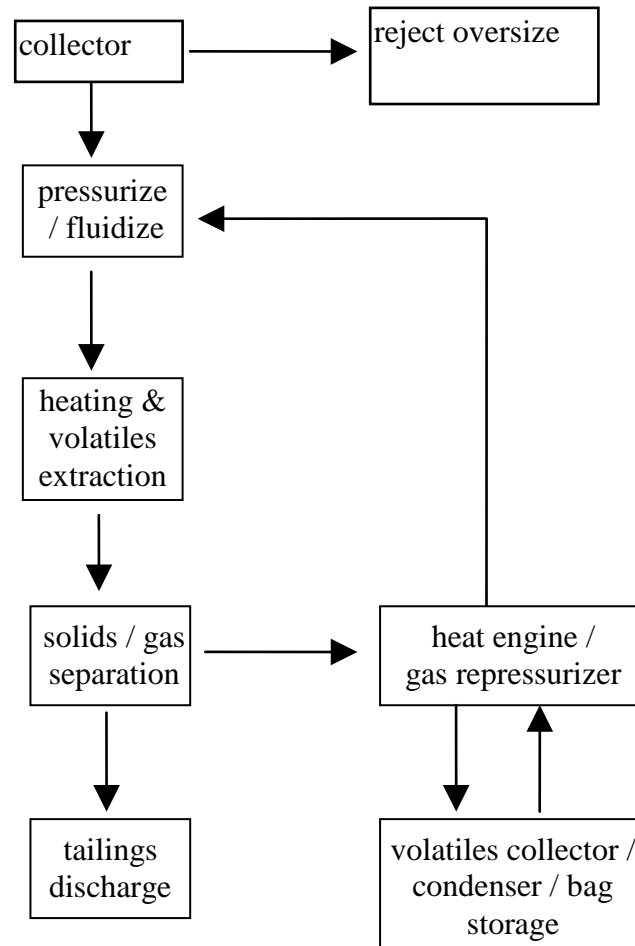 collector
reject oversize
pressurize
/ fluidize
heating &
volatiles
extraction
solids / gas
separation
heat engine /
gas repressurizer
tailings
discharge
volatiles collector /
condenser / bag
storage